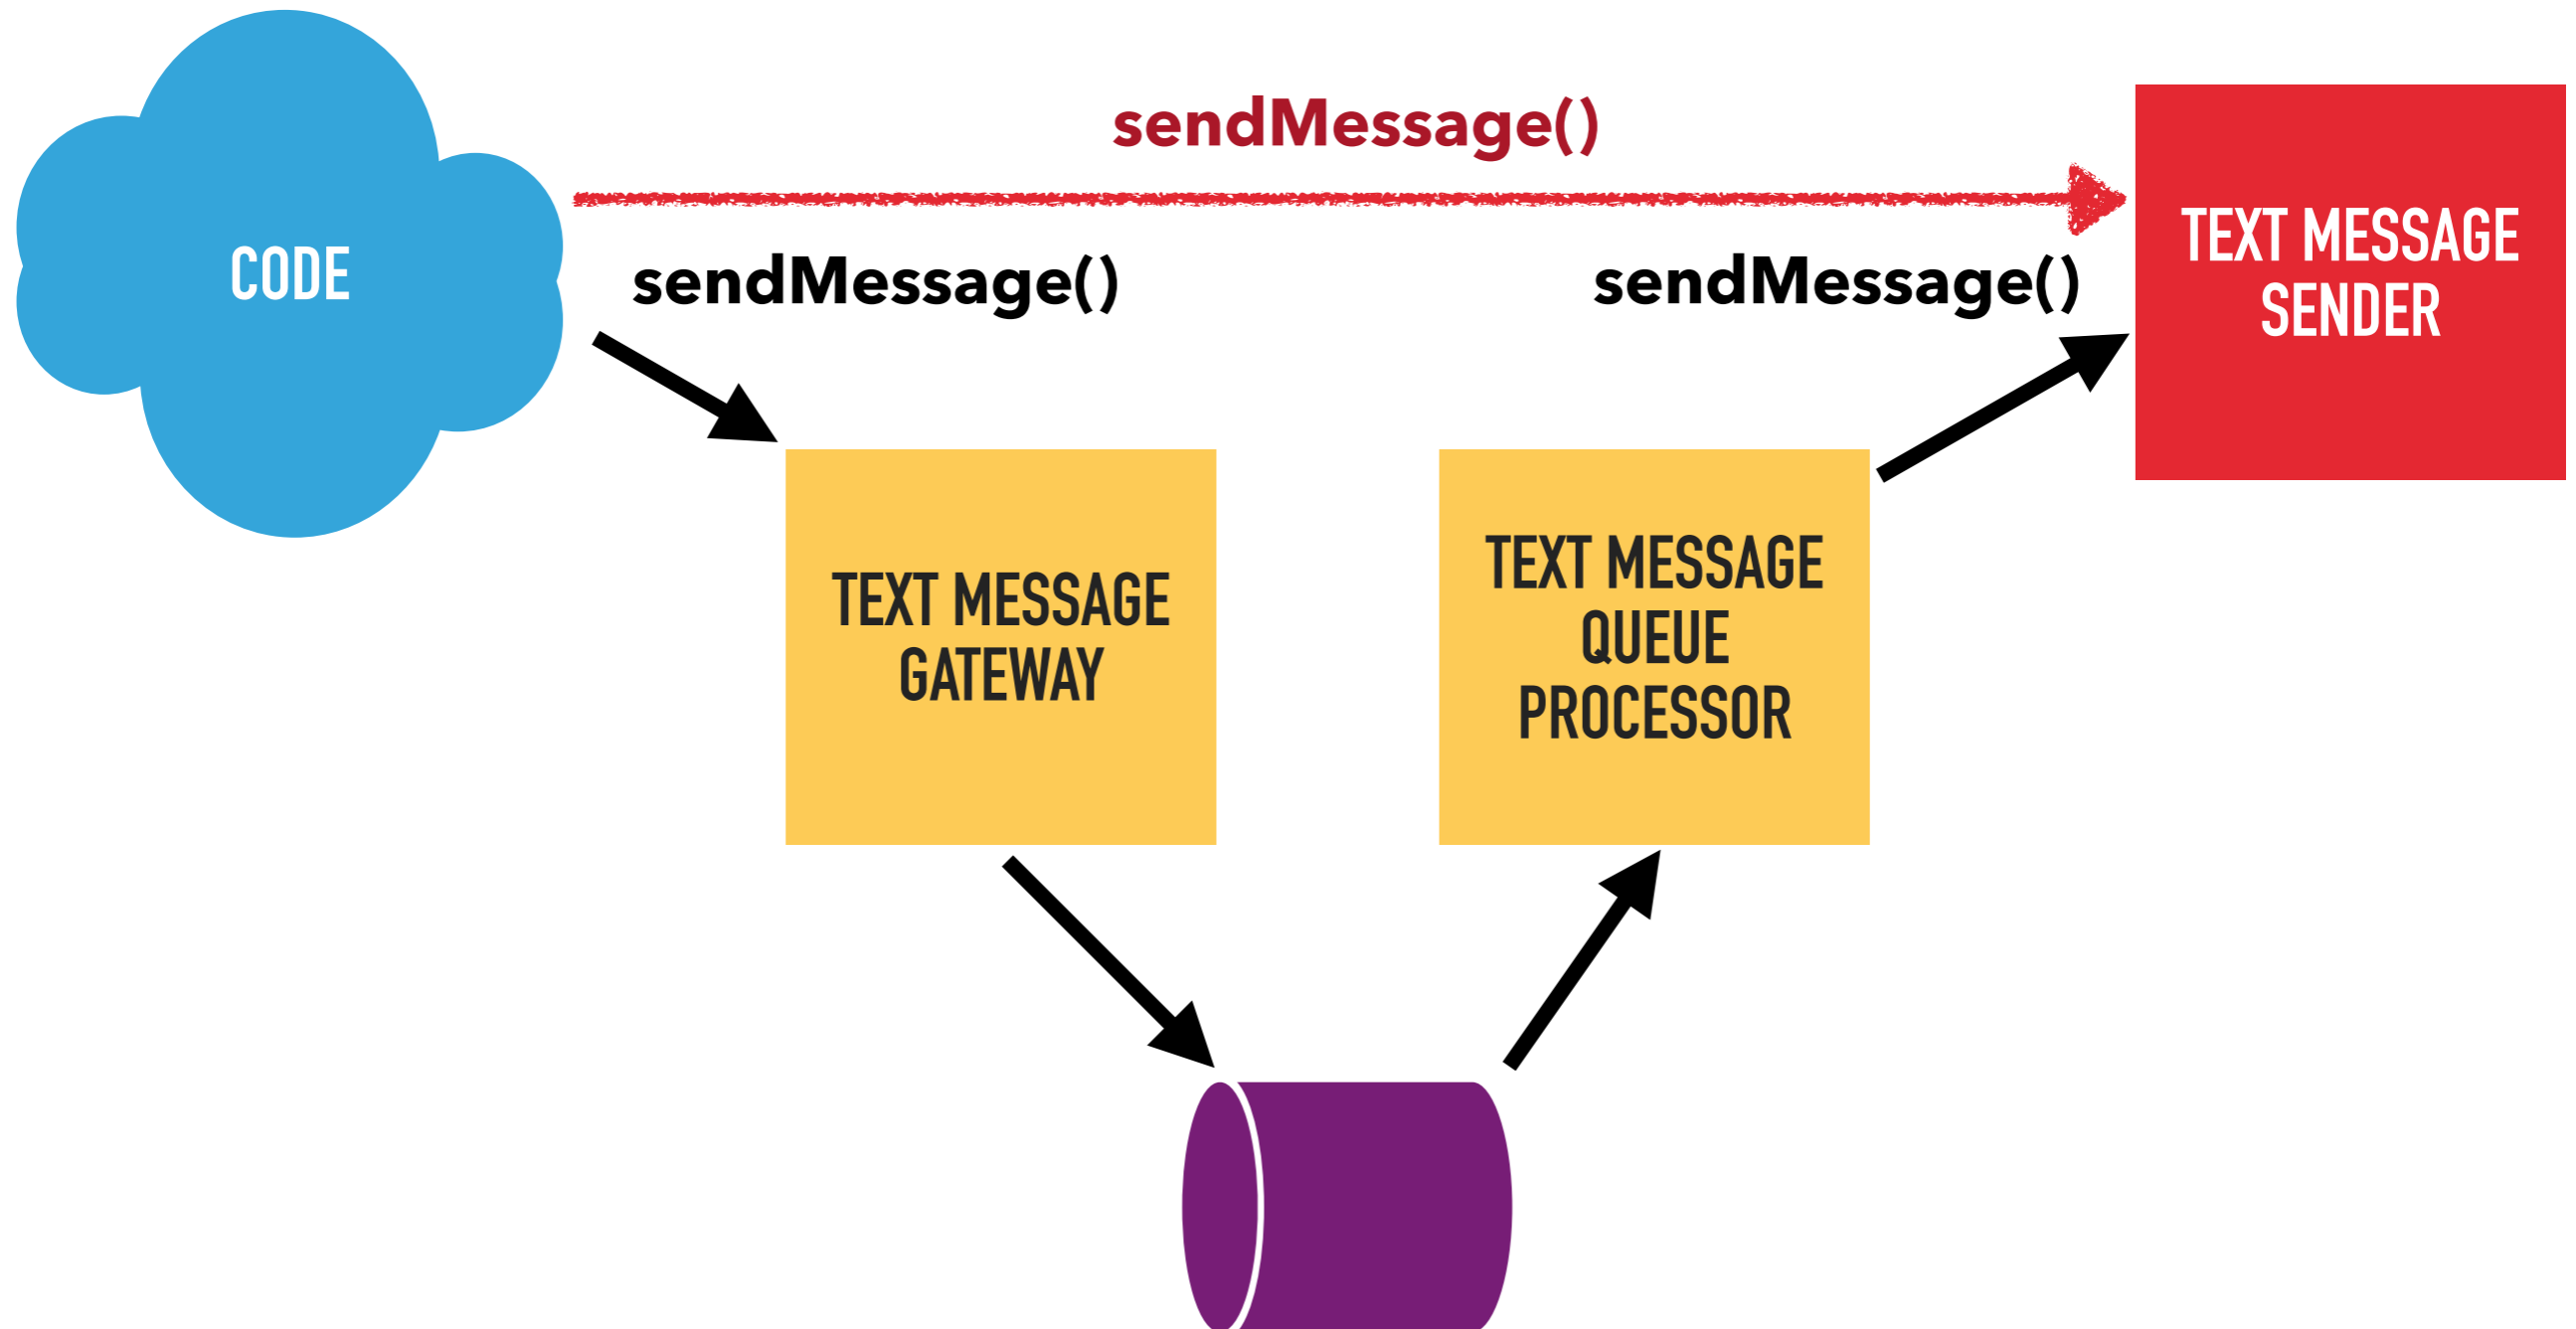 sendMessage()
CODE
sendMessage()
sendMessage()
TEXT MESSAGE
SENDER
TEXT MESSAGE
GATEWAY
TEXT MESSAGE
QUEUE
PROCESSOR